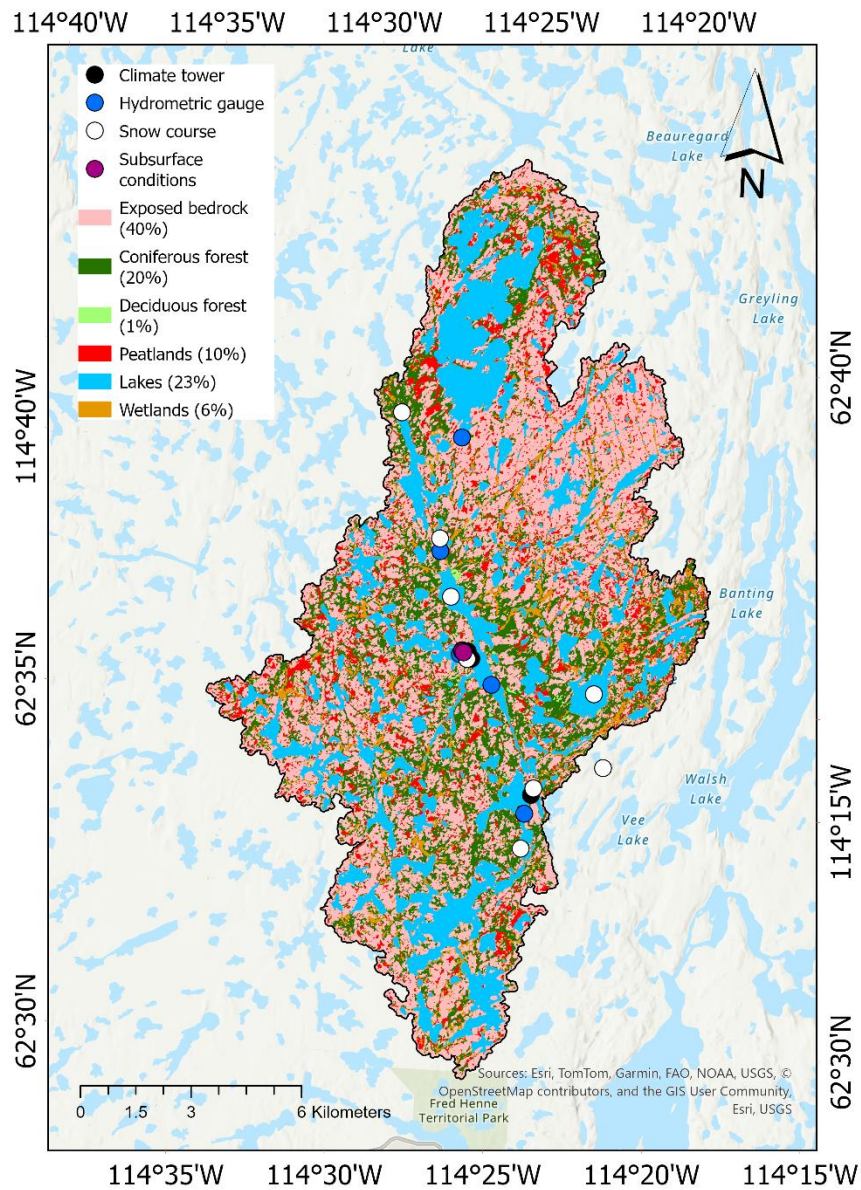 114°40'W 114°35'W 114°30'W 114°25'W 114°20'W
Lake
Climate tower
Hydrometric gauge
Snow course
Subsurface
conditions
Exposed bedrock
(40%)
Coniferous forest
(20%)
Deciduous forest
(1%)
Peatlands (10%)
Lakes (23%)
Wetlands (6%)
Beauregard
Lake
N
Greyling
Lake
62°40'N
114°40'W
Banting
Lake
62°35'N
Walsh
Lake
114°15'W
Vee
Lake
62°30'N
62°30'N
0 1.5 3 6 Kilometers
Sources: Esri, TomTom, Garmin, FAO, NOAA, USGS, ©
OpenStreetMap contributors, and the GIS User Community,
Esri, USGS
Fred Henne
Territorial Park
114°35'W 114°30'W 114°25'W 114°20'W 114°15'W